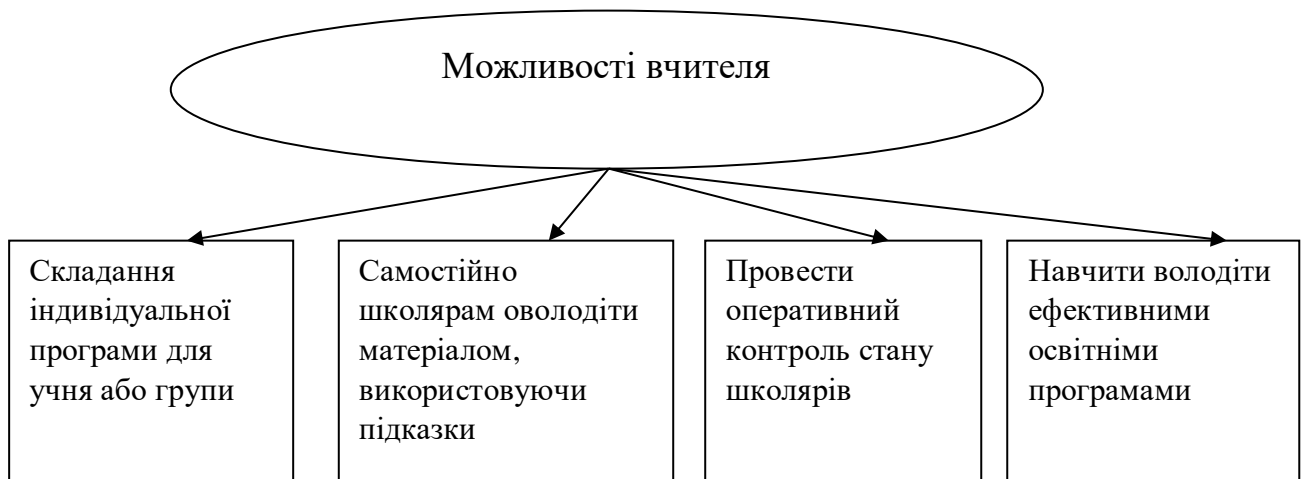 Можливості вчителя
Складання
індивідуальної
програми для
учня або групи
Самостійно
школярам оволодіти
матеріалом,
використовуючи
підказки
Провести
оперативний
контроль стану
школярів
Навчити володіти
ефективними
освітніми
програмами